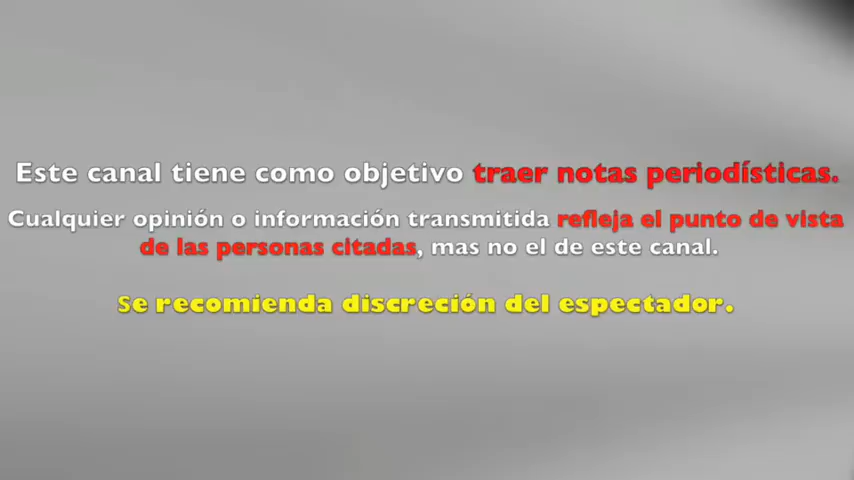 Este canal tiene como objetivo traer notas periodísticas.
Cualquier opinión o información transmitida refleja el punto de vista
de las personas citadas, mas no el de este canal.
Se recomienda discreción del espectador.